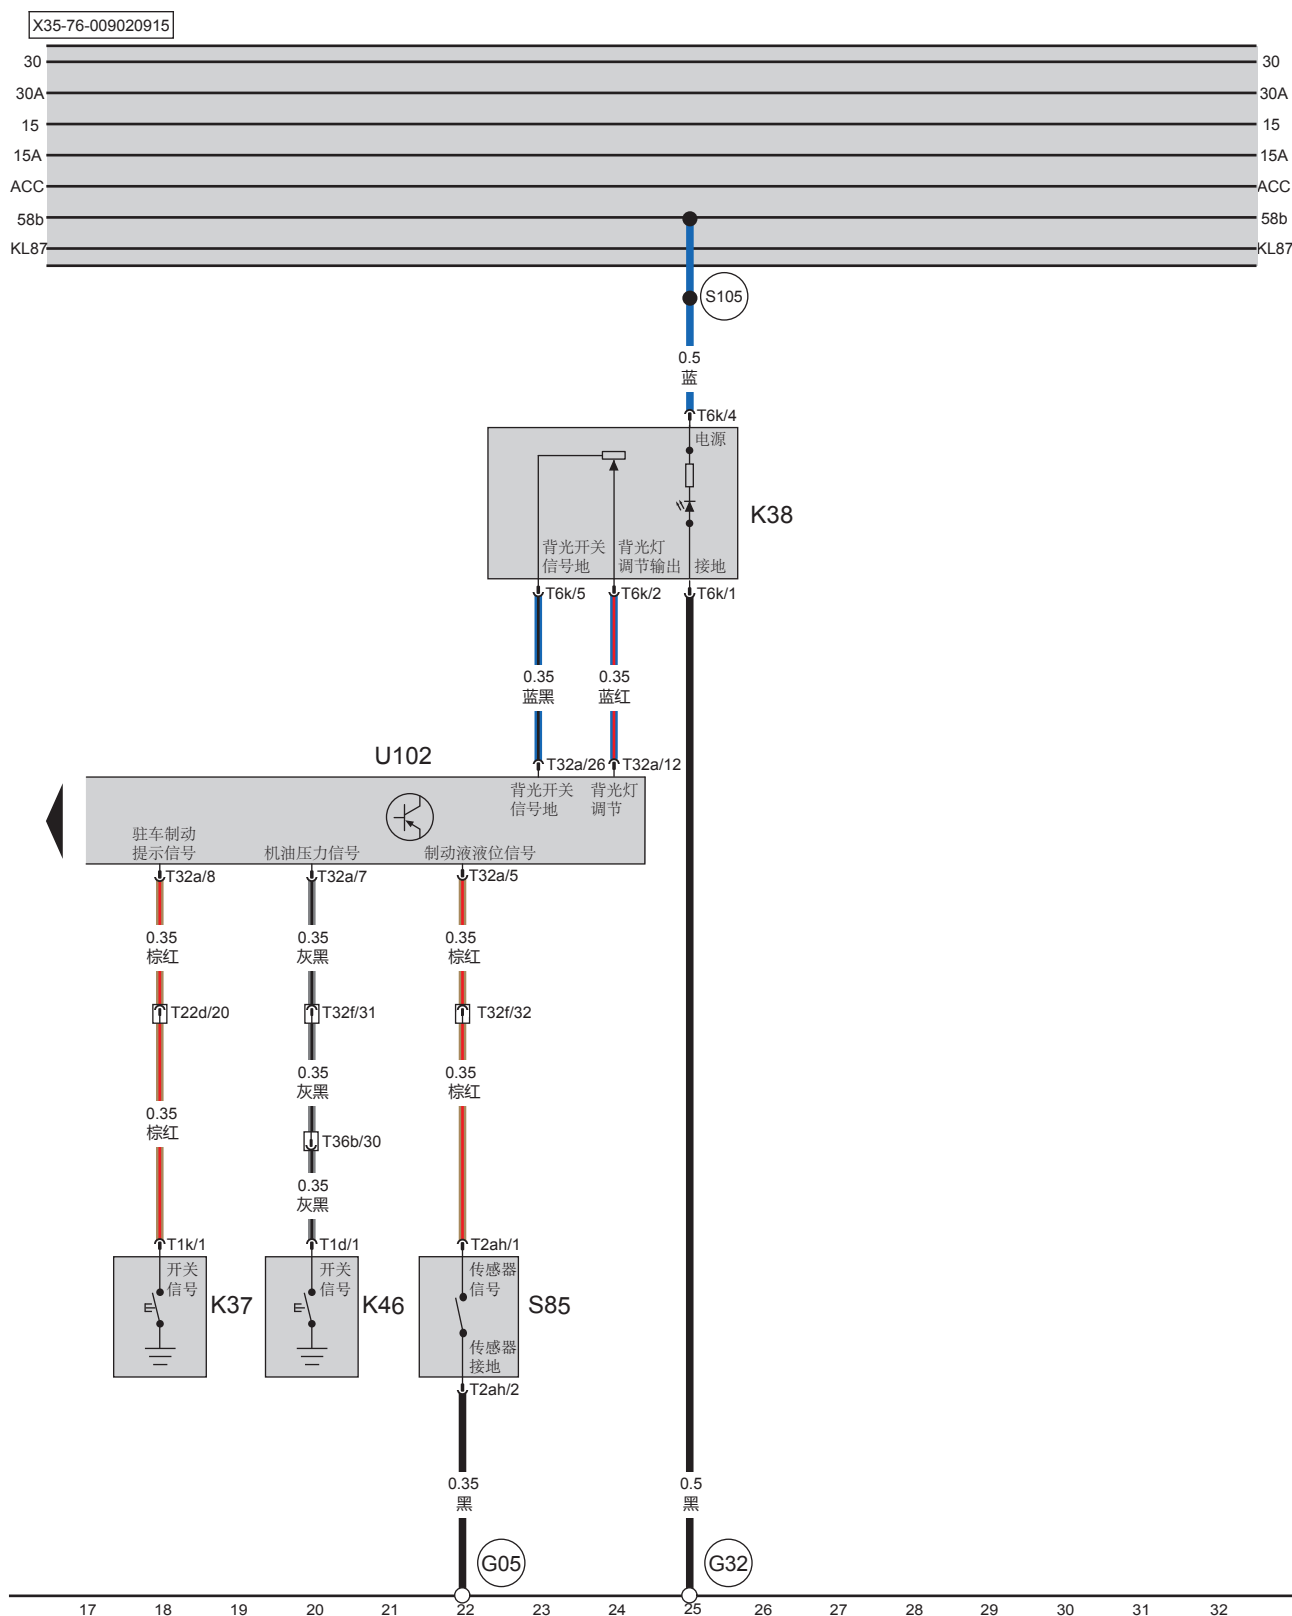 X35-76-009020915
30
30
30A
30A
15
15
15A
15A
ACC
ACC
58b
58b
KL87
KL87
S105
0.5
蓝
T6k/4
电源
K38
背光开关
信号地
背光灯
调节输出
接地
T6k/5
T6k/2
T6k/1
0.35
蓝黑
0.35
蓝红
U102
T32a/26
T32a/12
背光开关
信号地
背光灯
调节
驻车制动
提示信号
机油压力信号
制动液液位信号
T32a/8
T32a/7
T32a/5
0.35
棕红
0.35
灰黑
0.35
棕红
T22d/20
T32f/31
T32f/32
0.35
灰黑
0.35
棕红
0.35
棕红
T36b/30
0.35
灰黑
T1k/1
T1d/1
T2ah/1
开关
信号
K37
开关
信号
K46
传感器
信号
S85
传感器
接地
T2ah/2
0.35
黑
0.5
黑
G05
G32
17 18 19 20 21 22 23 24 25 26 27 28 29 30 31 32